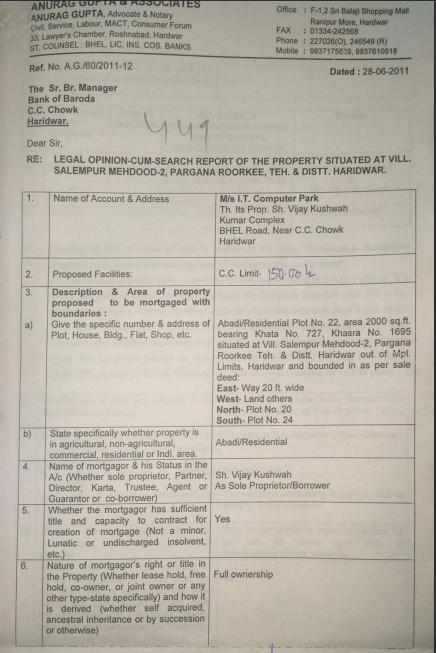 ANURAG GUPTA & ASSOCIATES
ANURAG GUPTA, Advocate & Notary
Civil, Service, Labour, MACT, Consumer Forum
33, Lawyer's Chamber, Roshnabad, Hardwar
ST. COUNSEL : BHEL, LIC, INS. COS. BANKS
Office : F-1,2 Sri Balaji Shopping Mall
Ranipur More, Hardwar
FAX : 01334-242568
Phone : 227026(O), 246549 (R)
Mobile : 9837175639, 9837610618
Ref. No. A.G./60/2011-12
Dated : 28-06-2011
The Sr. Br. Manager
Bank of Baroda
C.C. Chowk
Haridwar.
449
Dear Sir,
RE: LEGAL OPINION-CUM-SEARCH REPORT OF THE PROPERTY SITUATED AT VILL.
SALEMPUR MEHDOOD-2, PARGANA ROORKEE, TEH. & DISTT. HARIDWAR.
1. Name of Account & Address
M/s I.T. Computer Park
Th. Its Prop. Sh. Vijay Kushwah
Kumar Complex
BHEL Road, Near C.C. Chowk
Haridwar
2. Proposed Facilities:
C.C. Limit- 150.00 L
3. Description & Area of property
proposed to be mortgaged with
boundaries :
a) Give the specific number & address of
Plot, House, Bldg., Flat, Shop, etc.
Abadi/Residential Plot No. 22, area 2000 sq.ft.
bearing Khata No. 727, Khasra No. 1695
situated at Vill. Salempur Mehdood-2, Pargana
Roorkee Teh. & Distt. Haridwar out of Mpl.
Limits, Haridwar and bounded in as per sale
deed:
East- Way 20 ft. wide
West- Land others
North- Plot No. 20
South- Plot No. 24
b) State specifically whether property is
in agricultural, non-agricultural,
commercial, residential or Indl. area.
Abadi/Residential
4. Name of mortgagor & his Status in the
A/c (Whether sole proprietor, Partner,
Director, Karta, Trustee, Agent or
Guarantor or co-borrower)
Sh. Vijay Kushwah
As Sole Proprietor/Borrower
5. Whether the mortgagor has sufficient
title and capacity to contract for
creation of mortgage (Not a minor,
Lunatic or undischarged insolvent,
etc.)
Yes
6. Nature of mortgagor's right or title in
the Property (Whether lease hold, free
hold, co-owner, or joint owner or any
other type-state specifically) and how it
is derived (whether self acquired,
ancestral inheritance or by succession
or otherwise)
Full ownership